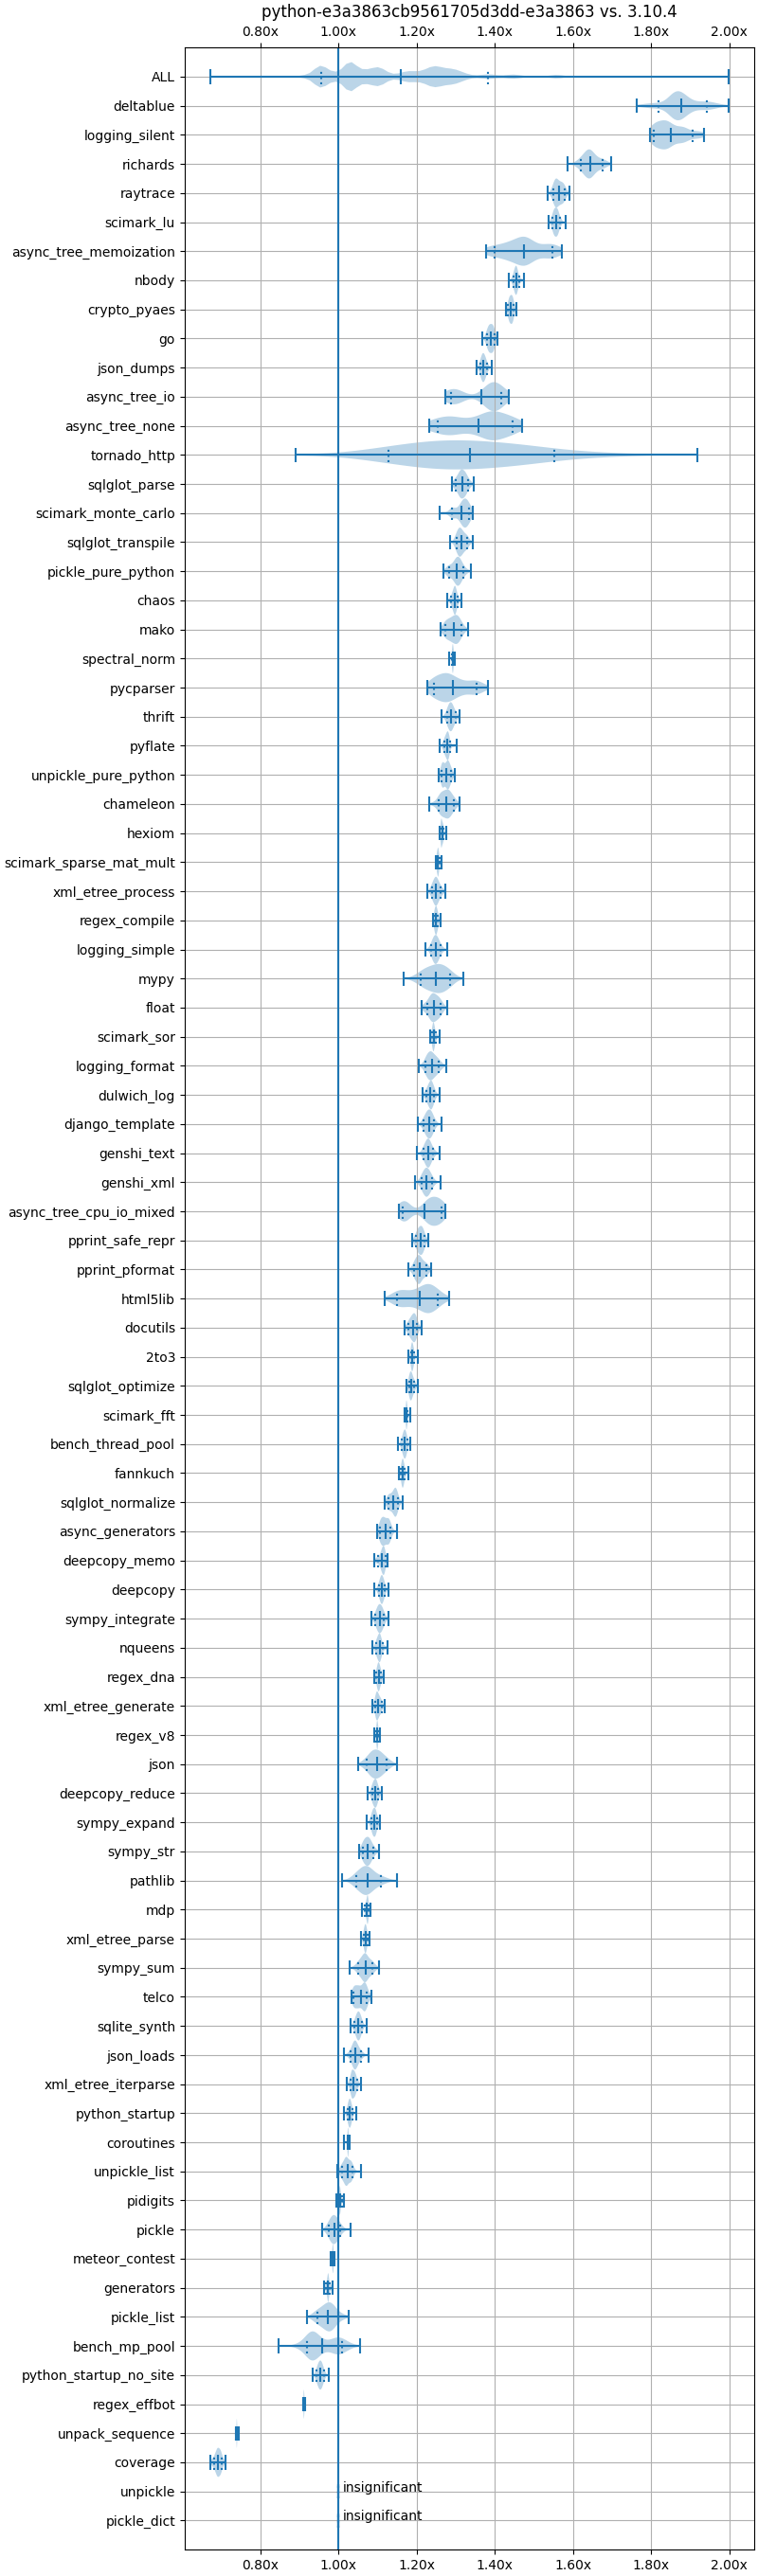 python-e3a3863cb9561705d3dd-e3a3863 vs. 3.10.4
0.80x 1.00x 1.20x 1.40x 1.60x 1.80x 2.00x
ALL
deltablue
logging_silent
richards
raytrace
scimark_lu
async_tree_memoization
nbody
crypto_pyaes
go
json_dumps
async_tree_io
async_tree_none
tornado_http
sqlglot_parse
scimark_monte_carlo
sqlglot_transpile
pickle_pure_python
chaos
mako
spectral_norm
pycparser
thrift
pyflate
unpickle_pure_python
chameleon
hexiom
scimark_sparse_mat_mult
xml_etree_process
regex_compile
logging_simple
mypy
float
scimark_sor
logging_format
dulwich_log
django_template
genshi_text
genshi_xml
async_tree_cpu_io_mixed
pprint_safe_repr
pprint_pformat
html5lib
docutils
2to3
sqlglot_optimize
scimark_fft
bench_thread_pool
fannkuch
sqlglot_normalize
async_generators
deepcopy_memo
deepcopy
sympy_integrate
nqueens
regex_dna
xml_etree_generate
regex_v8
json
deepcopy_reduce
sympy_expand
sympy_str
pathlib
mdp
xml_etree_parse
sympy_sum
telco
sqlite_synth
json_loads
xml_etree_iterparse
python_startup
coroutines
unpickle_list
pidigits
pickle
meteor_contest
generators
pickle_list
bench_mp_pool
python_startup_no_site
regex_effbot
unpack_sequence
coverage
unpickle insignificant
pickle_dict insignificant
0.80x 1.00x 1.20x 1.40x 1.60x 1.80x 2.00x